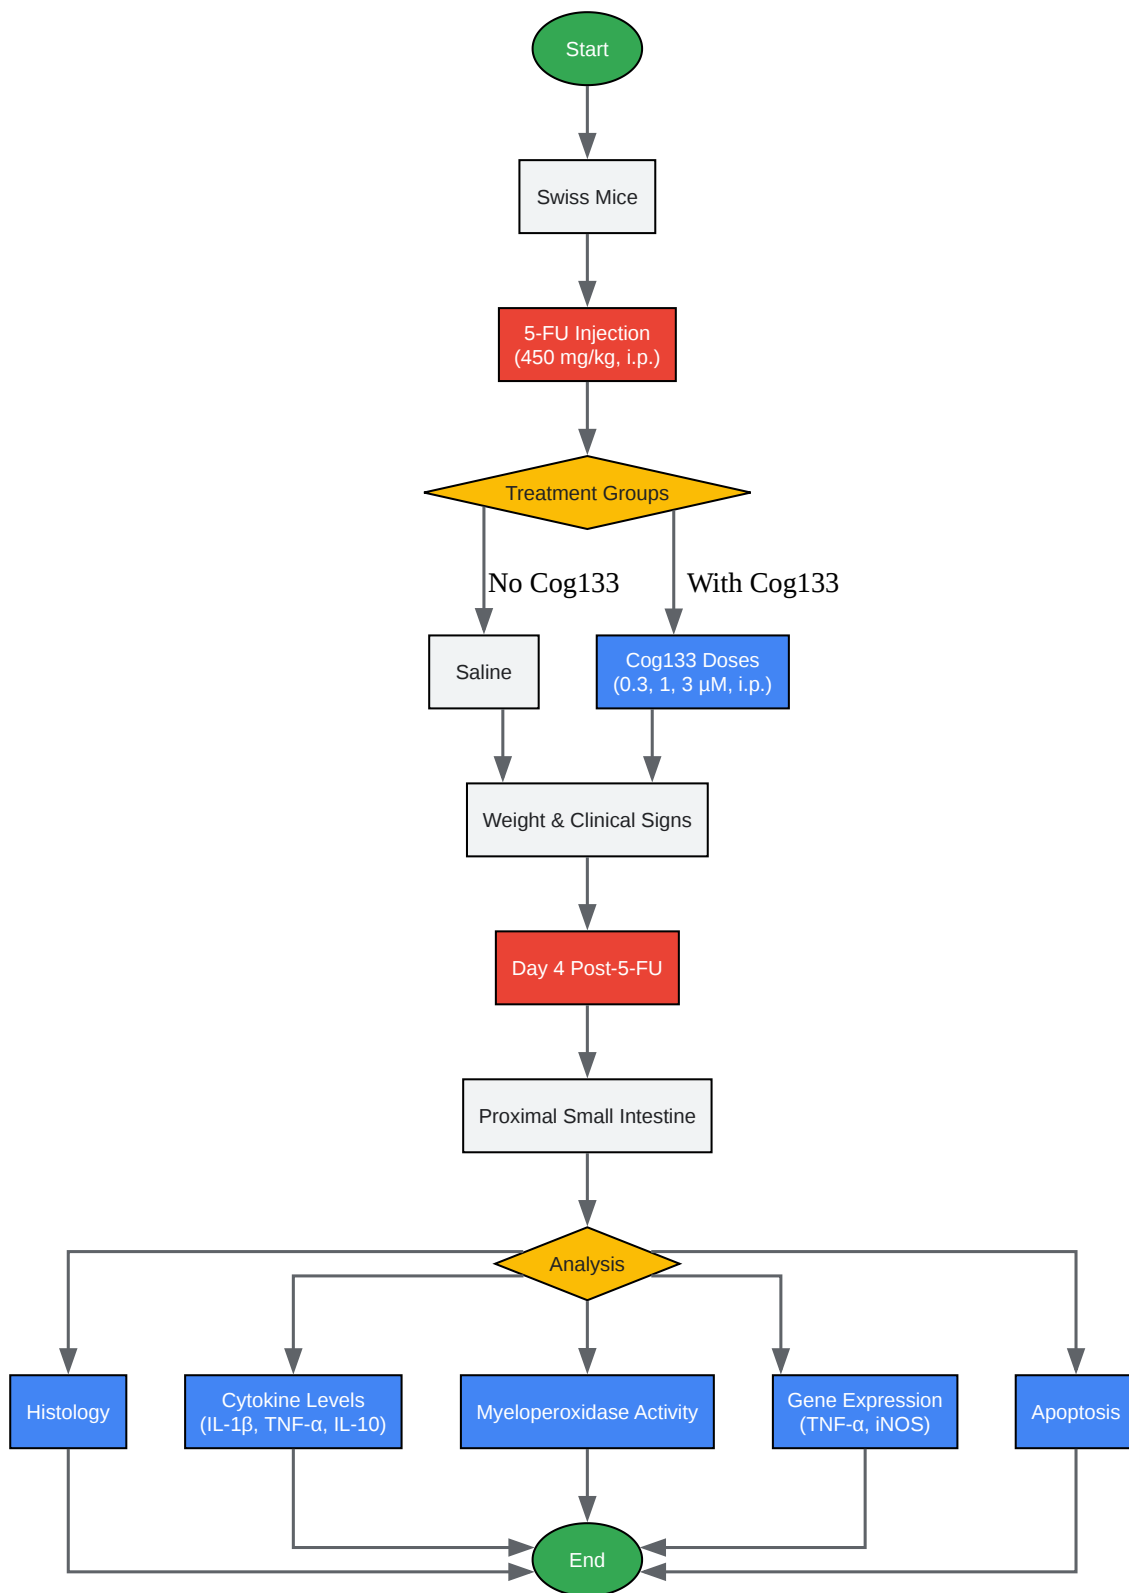 Start
Swiss Mice
5-FU Injection
(450 mg/kg, i.p.)
Treatment Groups
No Cog133
With Cog133
Saline
Cog133 Doses
(0.3, 1, 3 µM, i.p.)
Weight & Clinical Signs
Day 4 Post-5-FU
Proximal Small Intestine
Analysis
Histology
Cytokine Levels
(IL-1β, TNF-α, IL-10)
Myeloperoxidase Activity
Gene Expression
(TNF-α, iNOS)
Apoptosis
End